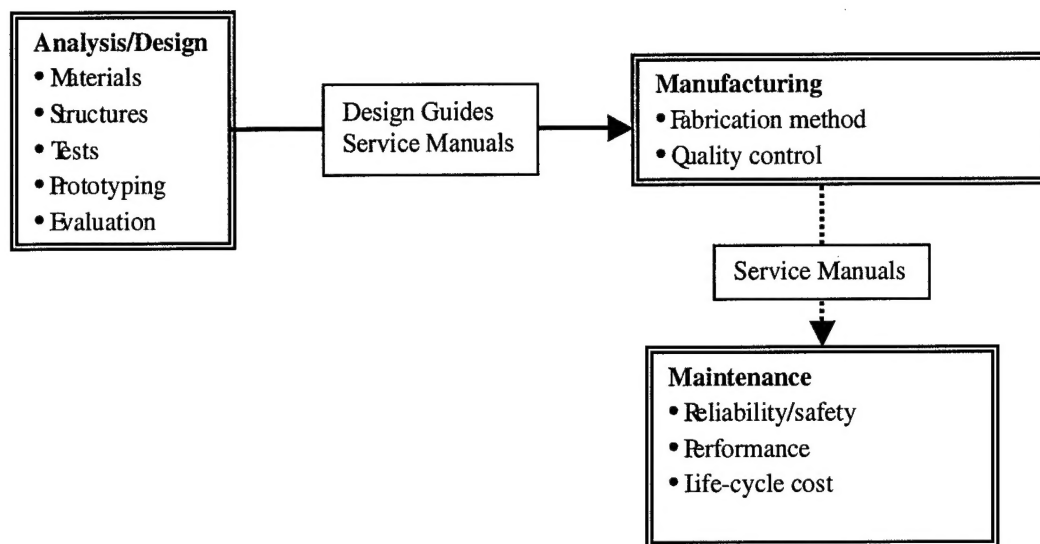 Analysis/Design
• Materials
• Structures
• Tests
• Prototyping
• Evaluation
Design Guides
Service Manuals
Manufacturing
• Fabrication method
• Quality control
Service Manuals
Maintenance
• Reliability/safety
• Performance
• Life-cycle cost